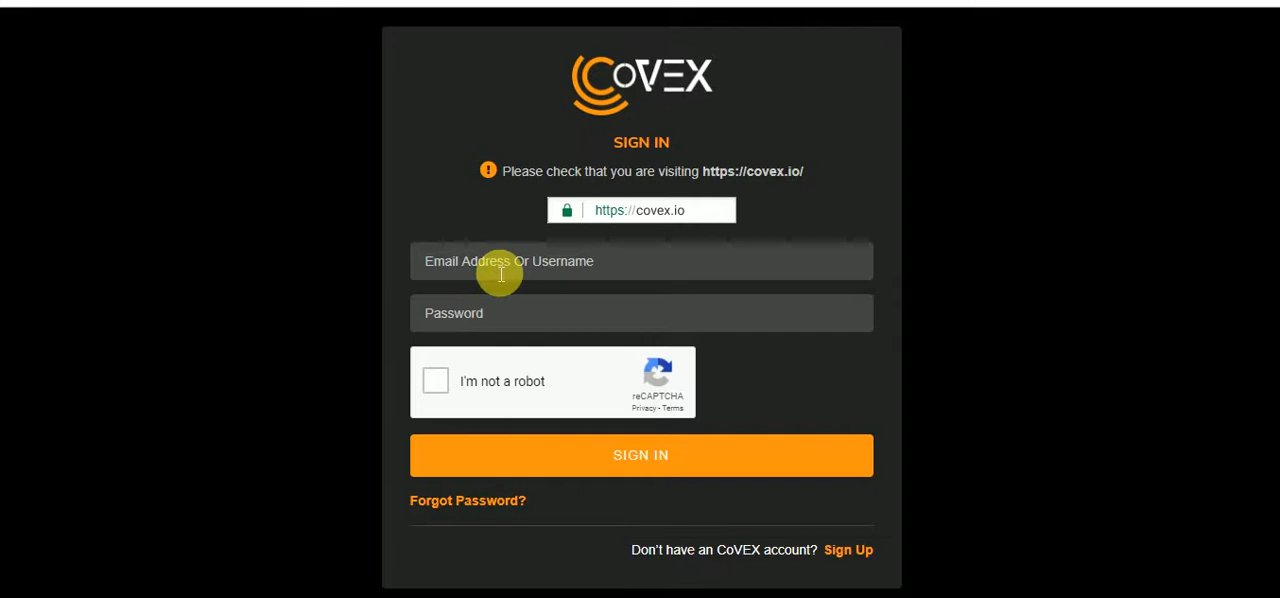 CoVEX
SIGN IN
! Please check that you are visiting https://covex.io/
https://covex.io
Email Address Or Username
Password
I'm not a robot
reCAPTCHA
Privacy - Terms
SIGN IN
Forgot Password?
Don't have an CoVEX account? Sign Up